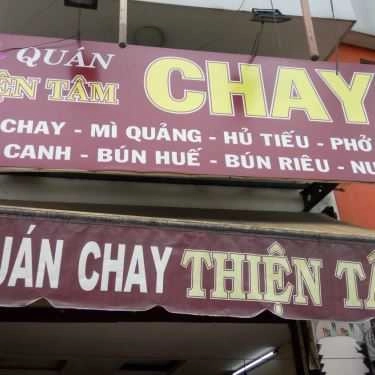 QUÁN
ỆN TÂM CHAY
CHAY - MÌ QUẢNG - HỦ TIẾU - PHỞ
CANH - BÚN HUẾ - BÚN RIÊU - NU
UÁN CHAY THIỆN TÂ